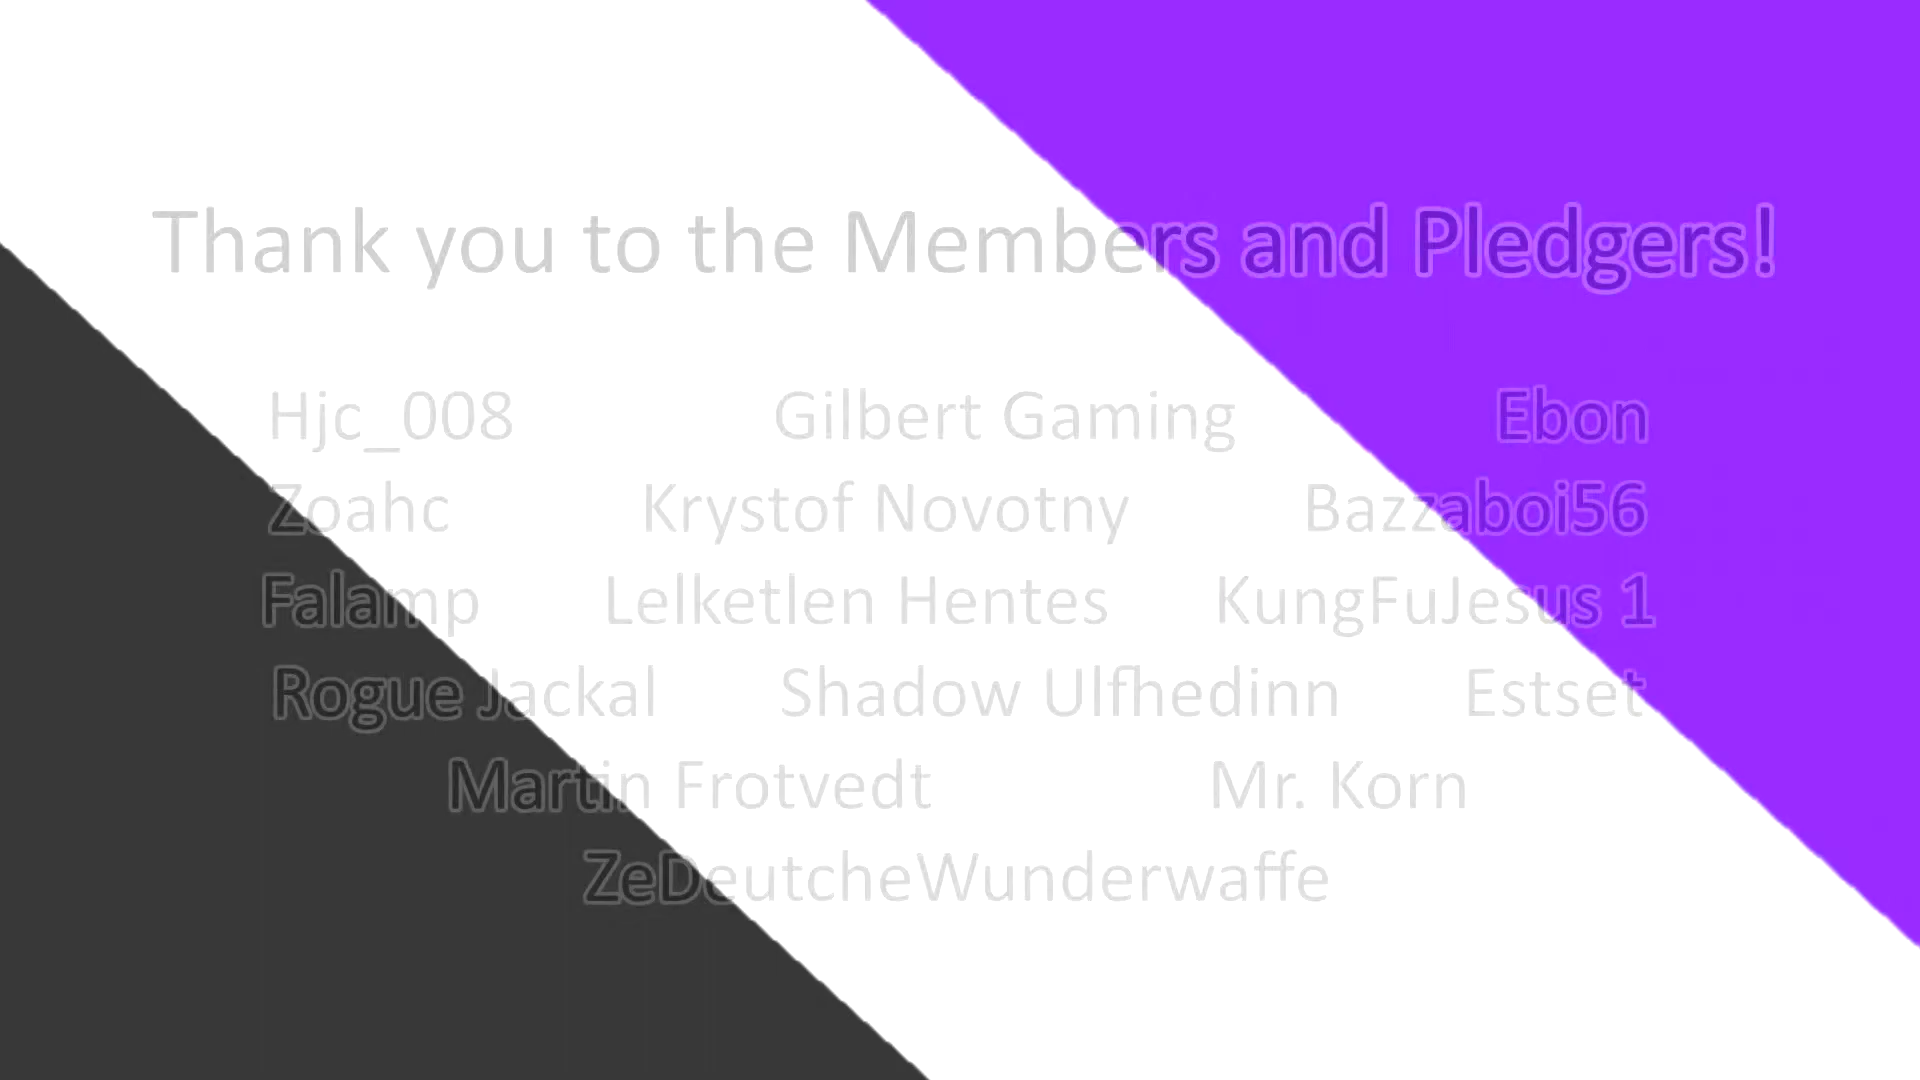 Thank you to the Members and Pledgers!
Hjc_008 Gilbert Gaming Ebon
Zoahc Krystof Novotny Bazzaboi56
Falamp Lelketlen Hentes KungFuJesus 1
Rogue Jackal Shadow Ulfhedinn Estset
Martin Frotvedt Mr. Korn
ZeDeutcheWunderwaffe